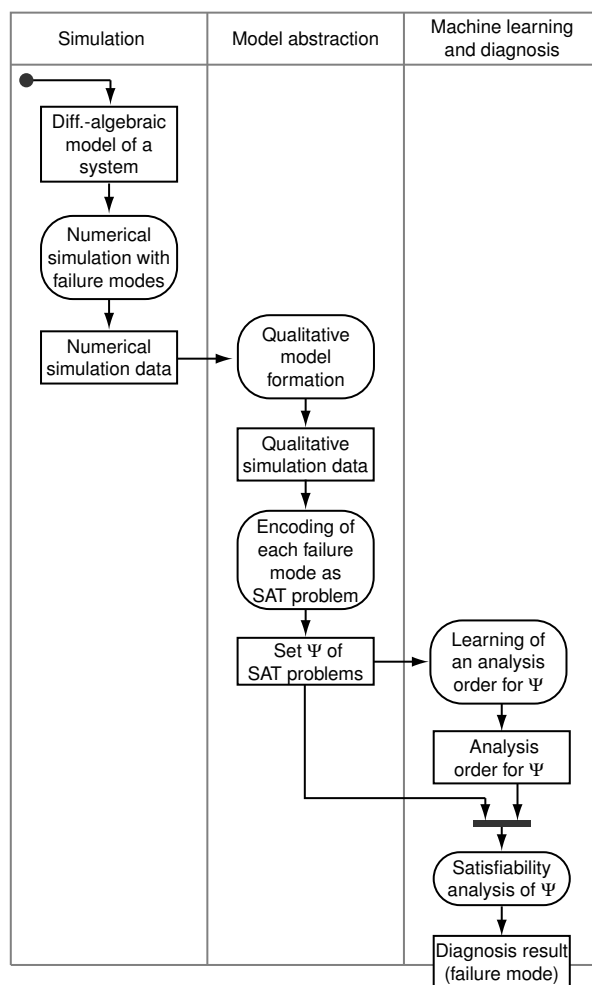 Simulation
Model abstraction
Machine learning
and diagnosis
Diff.-algebraic
model of a
system
Numerical
simulation with
failure modes
Numerical
simulation data
Qualitative
model
formation
Qualitative
simulation data
Encoding of
each failure
mode as
SAT problem
Set Ψ of
SAT problems
Learning of
an analysis
order for Ψ
Analysis
order for Ψ
Satisfiability
analysis of Ψ
Diagnosis result
(failure mode)